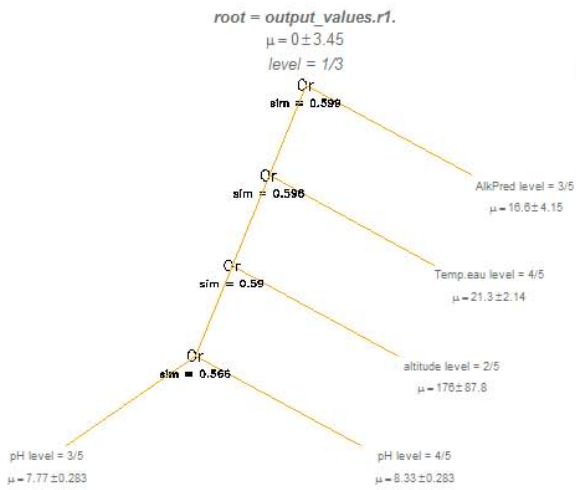 root = output_values.r1.
μ = 0±3.45
level = 1/3
Or
sim = 0.599
AlkPred level = 3/5
μ = 16.6±4.15
Or
sim = 0.596
Temp.eau level = 4/5
μ = 21.3±2.14
Or
sim = 0.59
altitude level = 2/5
μ = 176±87.8
Or
sim = 0.566
pH level = 3/5
μ = 7.77±0.283
pH level = 4/5
μ = 8.33±0.283